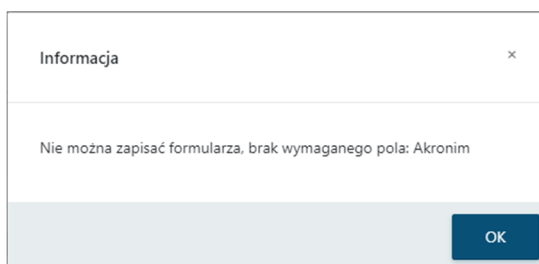 Informacja ×
Nie można zapisać formularza, brak wymaganego pola: Akronim
OK